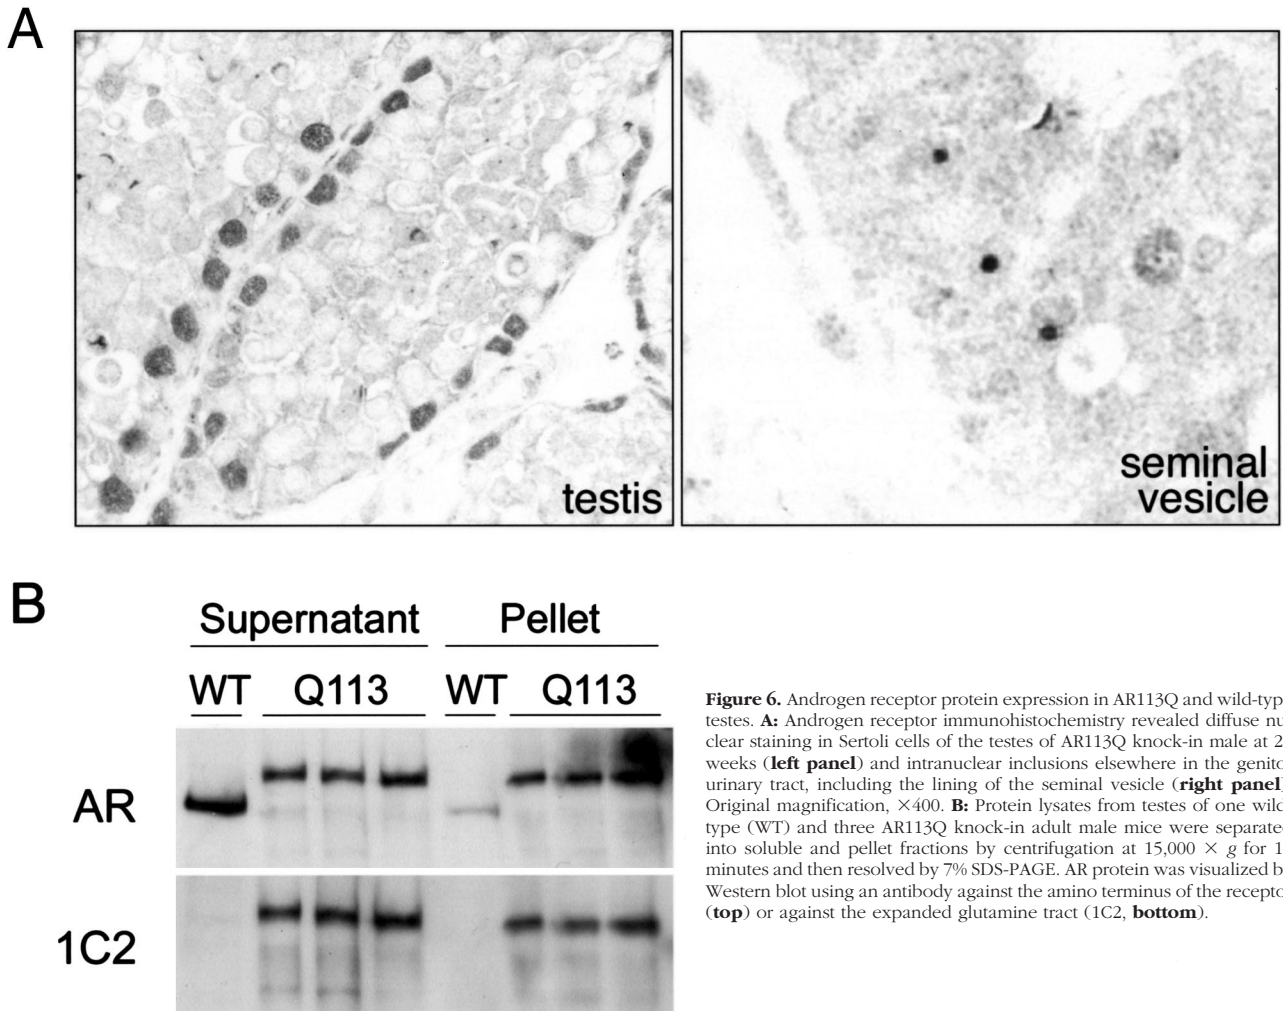 A
testis
seminal
vesicle
B
Supernatant Pellet
WT Q113 WT Q113
AR
1C2
Figure 6. Androgen receptor protein expression in AR113Q and wild-typ
testes. A: Androgen receptor immunohistochemistry revealed diffuse nu
clear staining in Sertoli cells of the testes of AR113Q knock-in male at 2
weeks (left panel) and intranuclear inclusions elsewhere in the genito
urinary tract, including the lining of the seminal vesicle (right panel
Original magnification, ×400. B: Protein lysates from testes of one wild
type (WT) and three AR113Q knock-in adult male mice were separate
into soluble and pellet fractions by centrifugation at 15,000 × g for 1
minutes and then resolved by 7% SDS-PAGE. AR protein was visualized b
Western blot using an antibody against the amino terminus of the recepto
(top) or against the expanded glutamine tract (1C2, bottom).